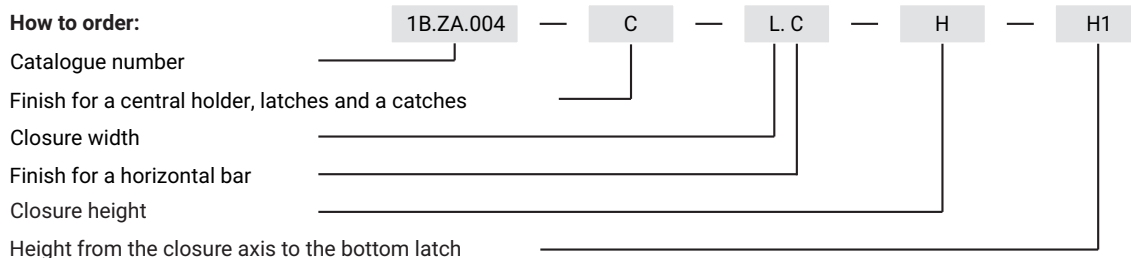 How to order: 1B.ZA.004 — C — L. C — H — H1
Catalogue number
Finish for a central holder, latches and a catches
Closure width
Finish for a horizontal bar
Closure height
Height from the closure axis to the bottom latch